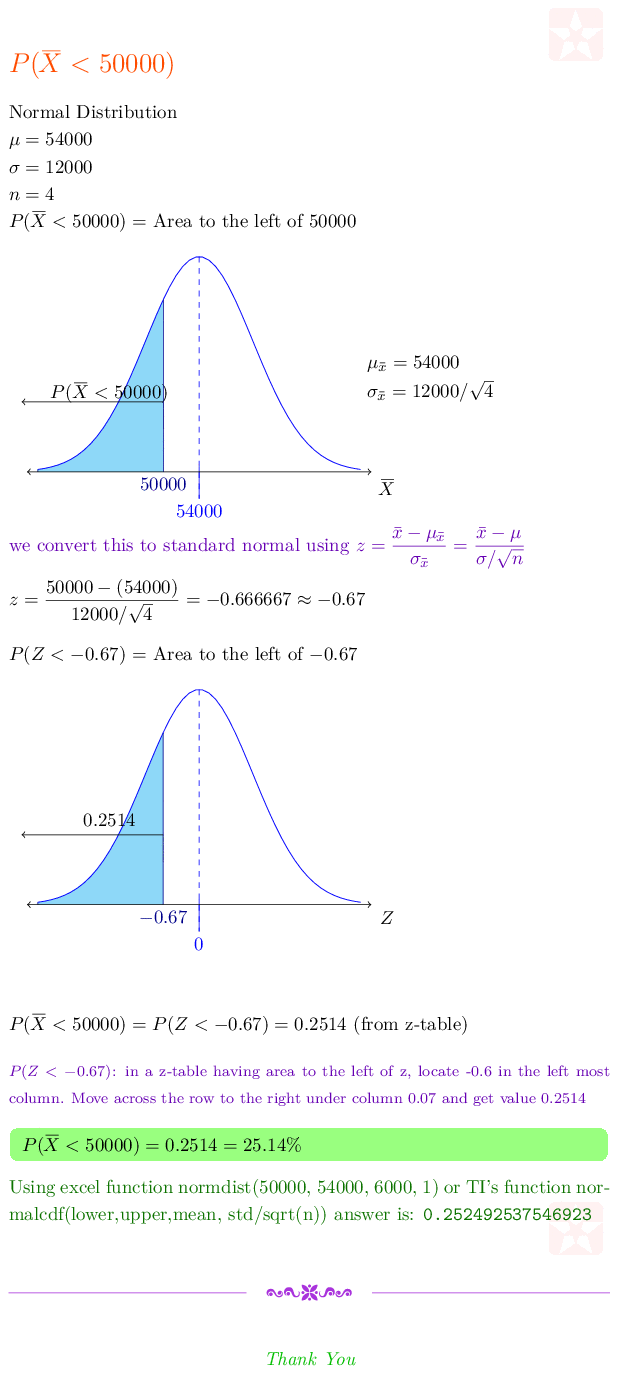 P(X̅ < 50000)
Normal Distribution
μ = 54000
σ = 12000
n = 4
P(X̅ < 50000) = Area to the left of 50000
P(X̅ < 50000)
μ_x̄ = 54000
σ_x̄ = 12000/√4
50000
X̅
54000
we convert this to standard normal using z = (x̄ − μ_x̄)/σ_x̄ = (x̄ − μ)/(σ/√n)
z = (50000 − (54000))/(12000/√4) = −0.666667 ≈ −0.67
P(Z < −0.67) = Area to the left of −0.67
0.2514
−0.67
Z
0
P(X̅ < 50000) = P(Z < −0.67) = 0.2514 (from z-table)
P(Z < −0.67): in a z-table having area to the left of z, locate -0.6 in the left most
column. Move across the row to the right under column 0.07 and get value 0.2514
P(X̅ < 50000) = 0.2514 = 25.14%
Using excel function normdist(50000, 54000, 6000, 1) or TI's function nor-
malcdf(lower,upper,mean, std/sqrt(n)) answer is: 0.252492537546923
Thank You